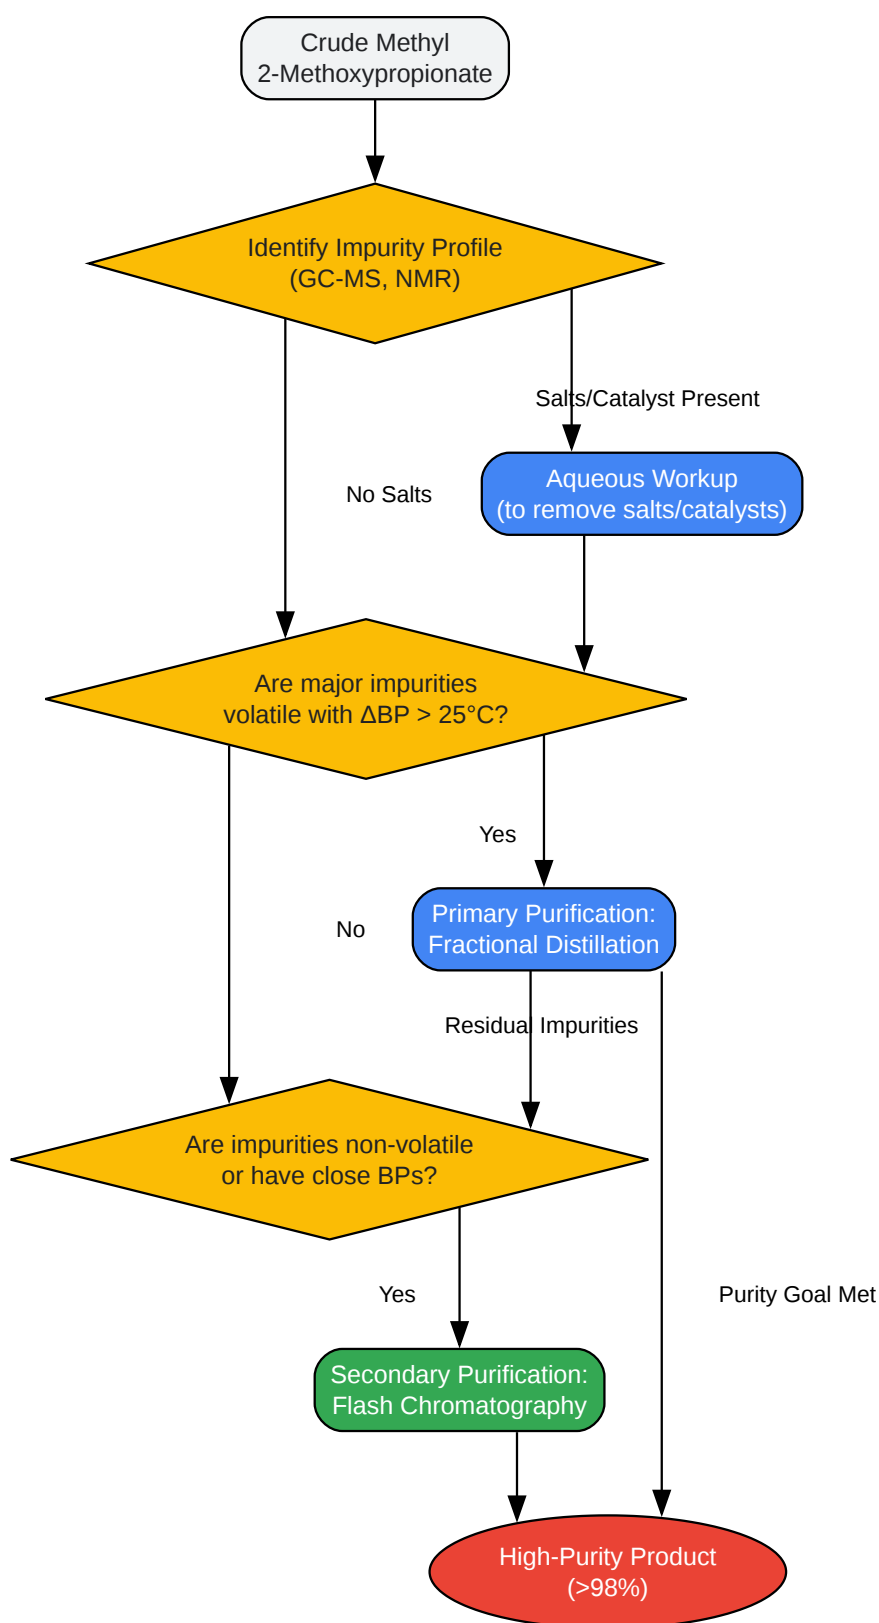 Crude Methyl
2-Methoxypropionate
Identify Impurity Profile
(GC-MS, NMR)
Salts/Catalyst Present
No Salts
Aqueous Workup
(to remove salts/catalysts)
Are major impurities
volatile with ΔBP > 25°C?
Yes
No
Primary Purification:
Fractional Distillation
Residual Impurities
Are impurities non-volatile
or have close BPs?
Yes
Purity Goal Met
Secondary Purification:
Flash Chromatography
High-Purity Product
(>98%)